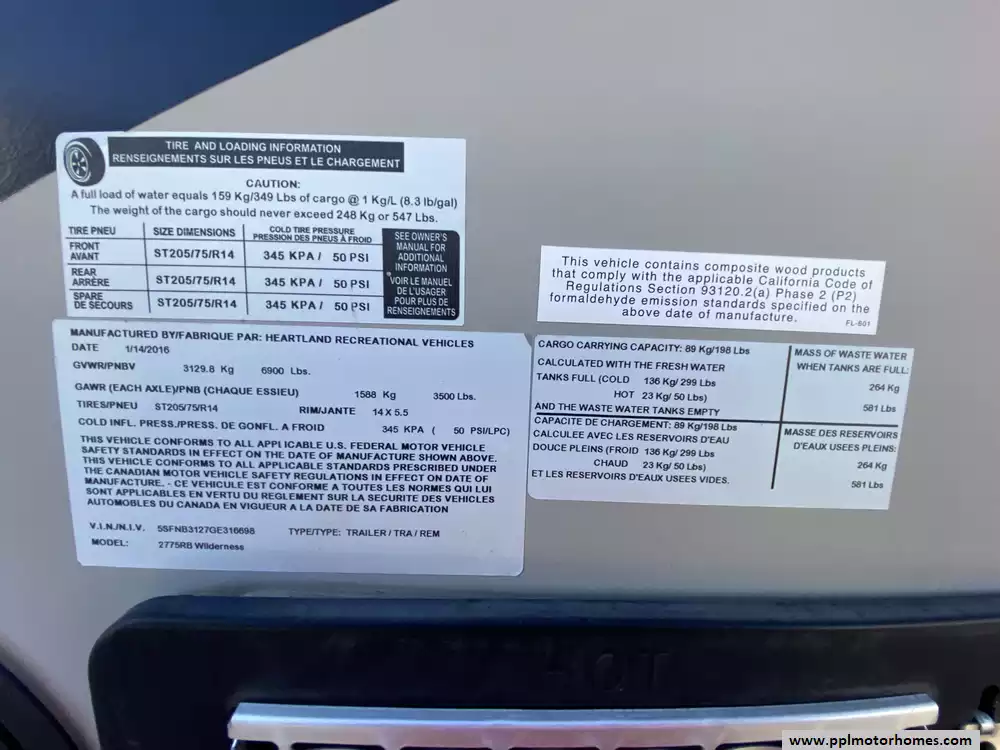 TIRE AND LOADING INFORMATION
RENSEIGNEMENTS SUR LES PNEUS ET LE CHARGEMENT
CAUTION:
A full load of water equals 159 Kg/349 Lbs of cargo @ 1 Kg/L (8.3 lb/gal)
The weight of the cargo should never exceed 248 Kg or 547 Lbs.
TIRE PNEU SIZE DIMENSIONS COLD TIRE PRESSURE
PRESSION DES PNEUS À FROID
FRONT
AVANT ST205/75/R14 345 KPA / 50 PSI
REAR
ARRÈRE ST205/75/R14 345 KPA / 50 PSI
SPARE
DE SECOURS ST205/75/R14 345 KPA / 50 PSI
SEE OWNER'S
MANUAL FOR
ADDITIONAL
INFORMATION
VOIR LE MANUEL
DE L'USAGER
POUR PLUS DE
RENSEIGNEMENTS
MANUFACTURED BY/FABRIQUE PAR: HEARTLAND RECREATIONAL VEHICLES
DATE 1/14/2016
GVWR/PNBV 3129.8 Kg 6900 Lbs.
GAWR (EACH AXLE)/PNB (CHAQUE ESSIEU) 1588 Kg 3500 Lbs.
TIRES/PNEU ST205/75/R14 RIM/JANTE 14 X 5.5
COLD INFL. PRESS./PRESS. DE GONFL. A FROID 345 KPA ( 50 PSI/LPC)
THIS VEHICLE CONFORMS TO ALL APPLICABLE U.S. FEDERAL MOTOR VEHICLE
SAFETY STANDARDS IN EFFECT ON THE DATE OF MANUFACTURE SHOWN ABOVE.
THIS VEHICLE CONFORMS TO ALL APPLICABLE STANDARDS PRESCRIBED UNDER
THE CANADIAN MOTOR VEHICLE SAFETY REGULATIONS IN EFFECT ON DATE OF
MANUFACTURE. - CE VEHICULE EST CONFORME A TOUTES LES NORMES QUI LUI
SONT APPLICABLES EN VERTU DU REGLEMENT SUR LA SECURITE DES VEHICLES
AUTOMOBILES DU CANADA EN VIGUEUR A LA DATE DE SA FABRICATION
V.I.N./N.I.V. 5SFNB3127GE316698 TYPE/TYPE: TRAILER / TRA / REM
MODEL: 2775RB Wilderness
This vehicle contains composite wood products
that comply with the applicable California Code of
Regulations Section 93120.2(a) Phase 2 (P2)
formaldehyde emission standards specified on the
above date of manufacture.
FL-601
CARGO CARRYING CAPACITY: 89 Kg/198 Lbs
CALCULATED WITH THE FRESH WATER
TANKS FULL (COLD 136 Kg/ 299 Lbs
HOT 23 Kg/ 50 Lbs)
AND THE WASTE WATER TANKS EMPTY
CAPACITE DE CHARGEMENT: 89 Kg/198 Lbs
CALCULEE AVEC LES RESERVOIRS D'EAU
DOUCE PLEINS (FROID 136 Kg/ 299 Lbs
CHAUD 23 Kg/ 50 Lbs)
ET LES RESERVOIRS D'EAUX USEES VIDES.
MASS OF WASTE WATER
WHEN TANKS ARE FULL:
264 Kg
581 Lbs
MASSE DES RESERVOIRS
D'EAUX USEES PLEINS:
264 Kg
581 Lbs
HOT
www.pplmotorhomes.com